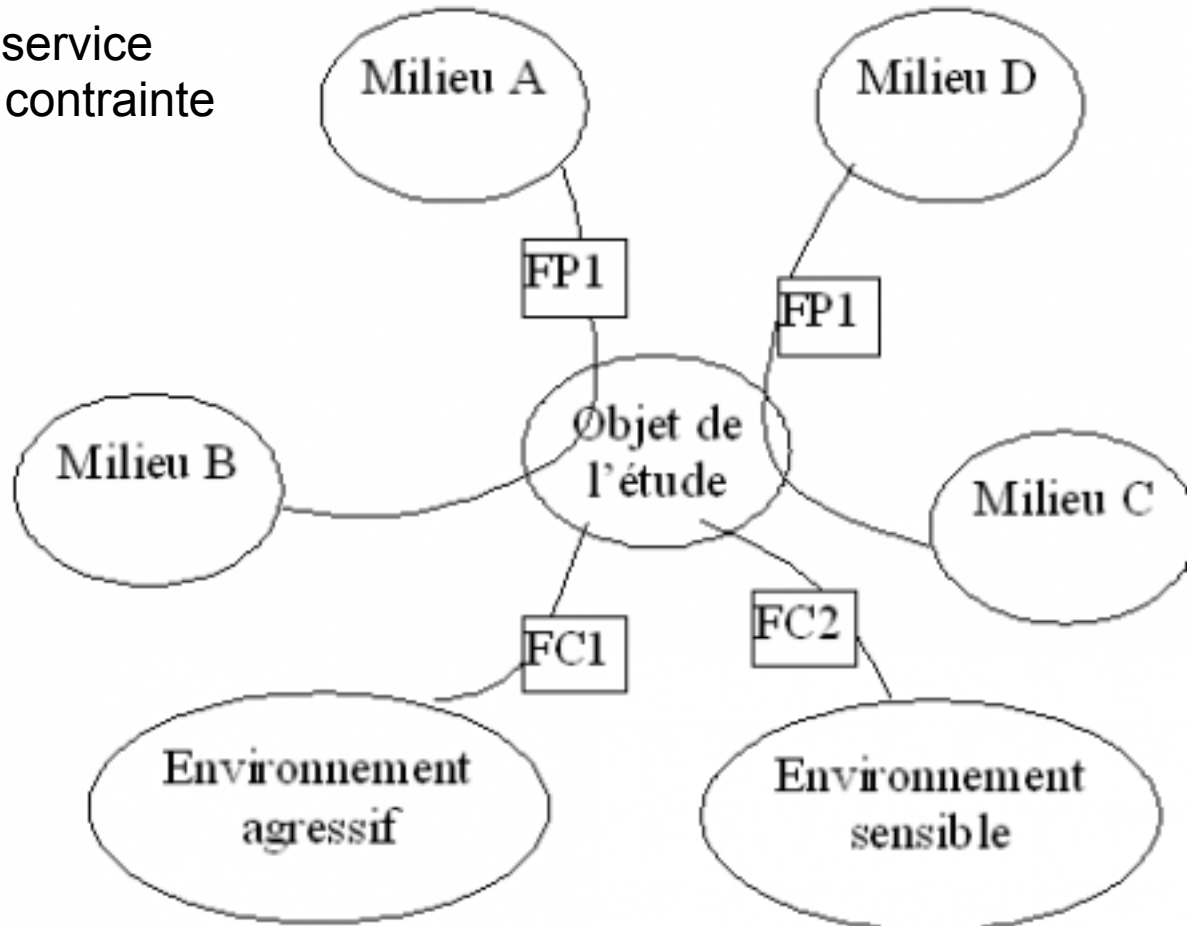 service
contrainte
Milieu A
Milieu D
FP1
FP1
Objet de
l'étude
Milieu B
Milieu C
FC1
FC2
Environnement
agressif
Environnement
sensible